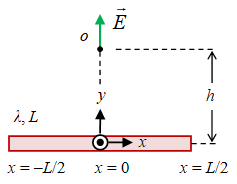 E⃗
o
h
y
λ, L
x
x = –L/2 x = 0 x = L/2